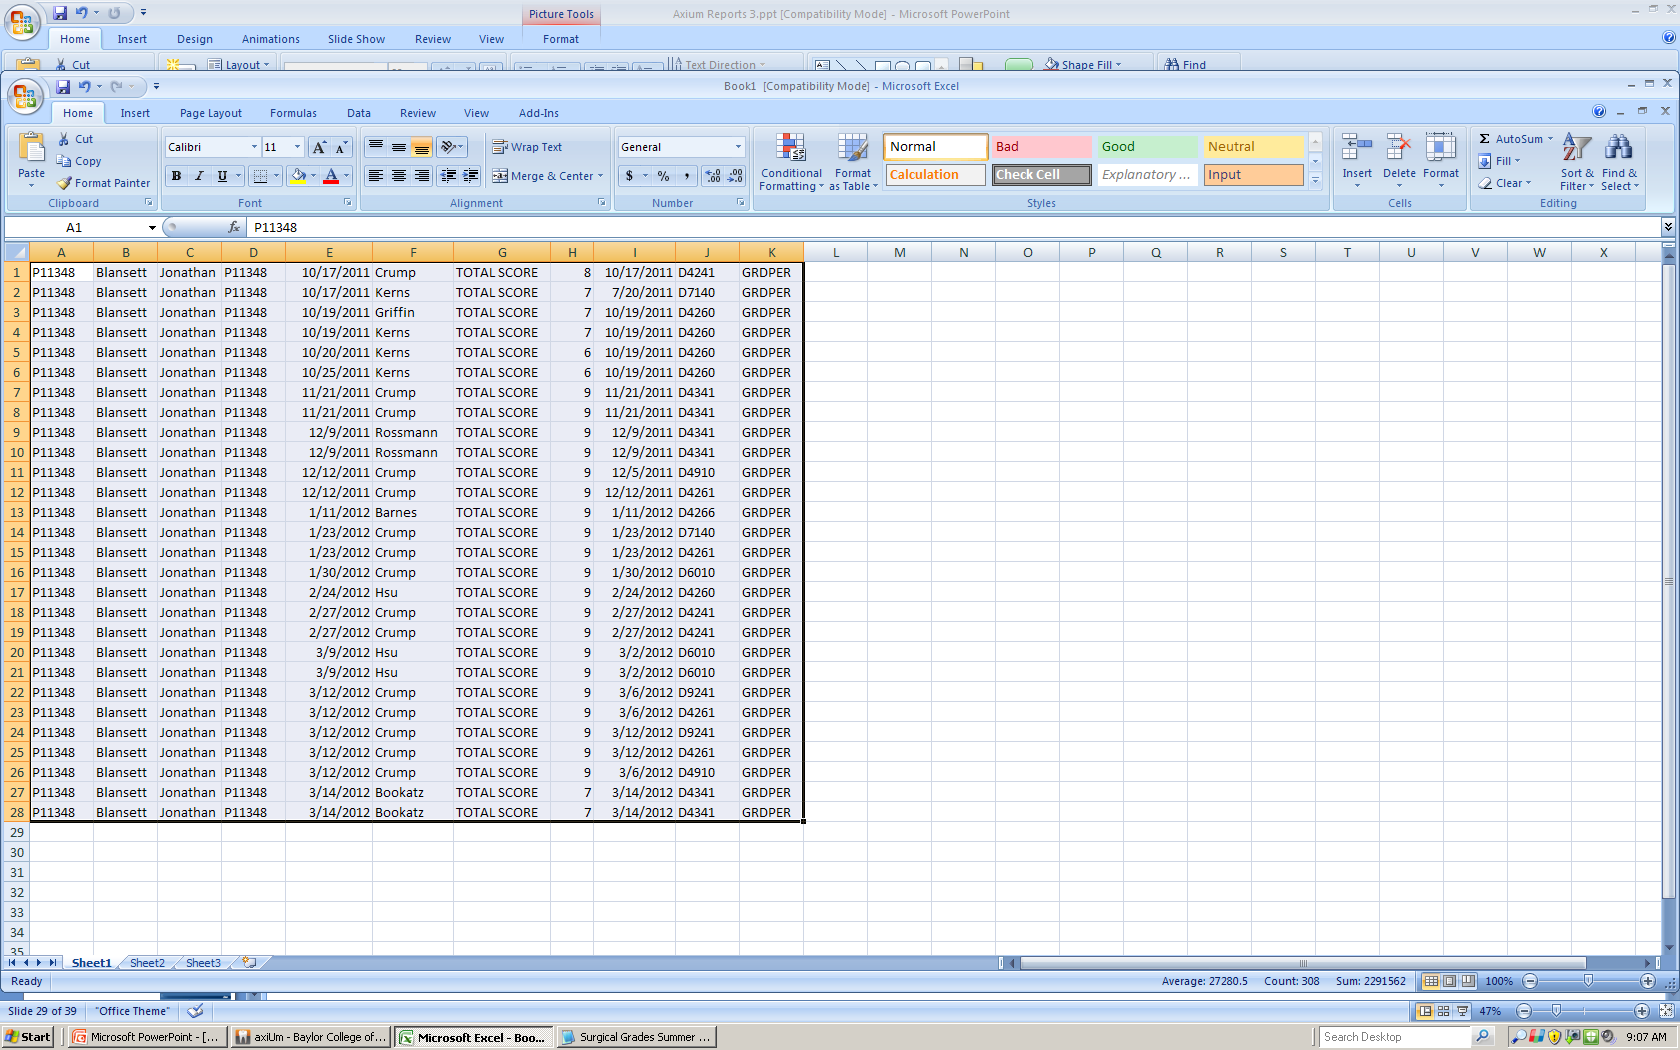 Picture Tools
Axium Reports 3.ppt [Compatibility Mode] - Microsoft PowerPoint
Home Insert Design Animations Slide Show Review View Format
Cut Layout Text Direction Shape Fill Find
Book1 [Compatibility Mode] - Microsoft Excel
Home Insert Page Layout Formulas Data Review View Add-Ins
Paste Cut Copy Format Painter
Calibri 11
B I U
Wrap Text
Merge & Center
General
$ % ,
Conditional Formatting Format as Table
Normal Bad Good Neutral
Calculation Check Cell Explanatory ... Input
Insert Delete Format
Σ AutoSum Fill Clear
Sort & Filter Find & Select
Clipboard Font Alignment Number Styles Cells Editing
A1 fx P11348
A B C D E F G H I J K L M N O P Q R S T U V W X
1 P11348 Blansett Jonathan P11348 10/17/2011 Crump TOTAL SCORE 8 10/17/2011 D4241 GRDPER
2 P11348 Blansett Jonathan P11348 10/17/2011 Kerns TOTAL SCORE 7 7/20/2011 D7140 GRDPER
3 P11348 Blansett Jonathan P11348 10/19/2011 Griffin TOTAL SCORE 7 10/19/2011 D4260 GRDPER
4 P11348 Blansett Jonathan P11348 10/19/2011 Kerns TOTAL SCORE 7 10/19/2011 D4260 GRDPER
5 P11348 Blansett Jonathan P11348 10/20/2011 Kerns TOTAL SCORE 6 10/19/2011 D4260 GRDPER
6 P11348 Blansett Jonathan P11348 10/25/2011 Kerns TOTAL SCORE 6 10/19/2011 D4260 GRDPER
7 P11348 Blansett Jonathan P11348 11/21/2011 Crump TOTAL SCORE 9 11/21/2011 D4341 GRDPER
8 P11348 Blansett Jonathan P11348 11/21/2011 Crump TOTAL SCORE 9 11/21/2011 D4341 GRDPER
9 P11348 Blansett Jonathan P11348 12/9/2011 Rossmann TOTAL SCORE 9 12/9/2011 D4341 GRDPER
10 P11348 Blansett Jonathan P11348 12/9/2011 Rossmann TOTAL SCORE 9 12/9/2011 D4341 GRDPER
11 P11348 Blansett Jonathan P11348 12/12/2011 Crump TOTAL SCORE 9 12/5/2011 D4910 GRDPER
12 P11348 Blansett Jonathan P11348 12/12/2011 Crump TOTAL SCORE 9 12/12/2011 D4261 GRDPER
13 P11348 Blansett Jonathan P11348 1/11/2012 Barnes TOTAL SCORE 9 1/11/2012 D4266 GRDPER
14 P11348 Blansett Jonathan P11348 1/23/2012 Crump TOTAL SCORE 9 1/23/2012 D7140 GRDPER
15 P11348 Blansett Jonathan P11348 1/23/2012 Crump TOTAL SCORE 9 1/23/2012 D4261 GRDPER
16 P11348 Blansett Jonathan P11348 1/30/2012 Crump TOTAL SCORE 9 1/30/2012 D6010 GRDPER
17 P11348 Blansett Jonathan P11348 2/24/2012 Hsu TOTAL SCORE 9 2/24/2012 D4260 GRDPER
18 P11348 Blansett Jonathan P11348 2/27/2012 Crump TOTAL SCORE 9 2/27/2012 D4241 GRDPER
19 P11348 Blansett Jonathan P11348 2/27/2012 Crump TOTAL SCORE 9 2/27/2012 D4241 GRDPER
20 P11348 Blansett Jonathan P11348 3/9/2012 Hsu TOTAL SCORE 9 3/2/2012 D6010 GRDPER
21 P11348 Blansett Jonathan P11348 3/9/2012 Hsu TOTAL SCORE 9 3/2/2012 D6010 GRDPER
22 P11348 Blansett Jonathan P11348 3/12/2012 Crump TOTAL SCORE 9 3/6/2012 D9241 GRDPER
23 P11348 Blansett Jonathan P11348 3/12/2012 Crump TOTAL SCORE 9 3/6/2012 D4261 GRDPER
24 P11348 Blansett Jonathan P11348 3/12/2012 Crump TOTAL SCORE 9 3/12/2012 D9241 GRDPER
25 P11348 Blansett Jonathan P11348 3/12/2012 Crump TOTAL SCORE 9 3/12/2012 D4261 GRDPER
26 P11348 Blansett Jonathan P11348 3/12/2012 Crump TOTAL SCORE 9 3/6/2012 D4910 GRDPER
27 P11348 Blansett Jonathan P11348 3/14/2012 Bookatz TOTAL SCORE 7 3/14/2012 D4341 GRDPER
28 P11348 Blansett Jonathan P11348 3/14/2012 Bookatz TOTAL SCORE 7 3/14/2012 D4341 GRDPER
29
30
31
32
33
34
35
Sheet1 Sheet2 Sheet3
Ready Average: 27280.5 Count: 308 Sum: 2291562 100%
Slide 29 of 39 "Office Theme" 47%
Start Microsoft PowerPoint - [... axiUm - Baylor College of... Microsoft Excel - Boo... Surgical Grades Summer ... Search Desktop 9:07 AM